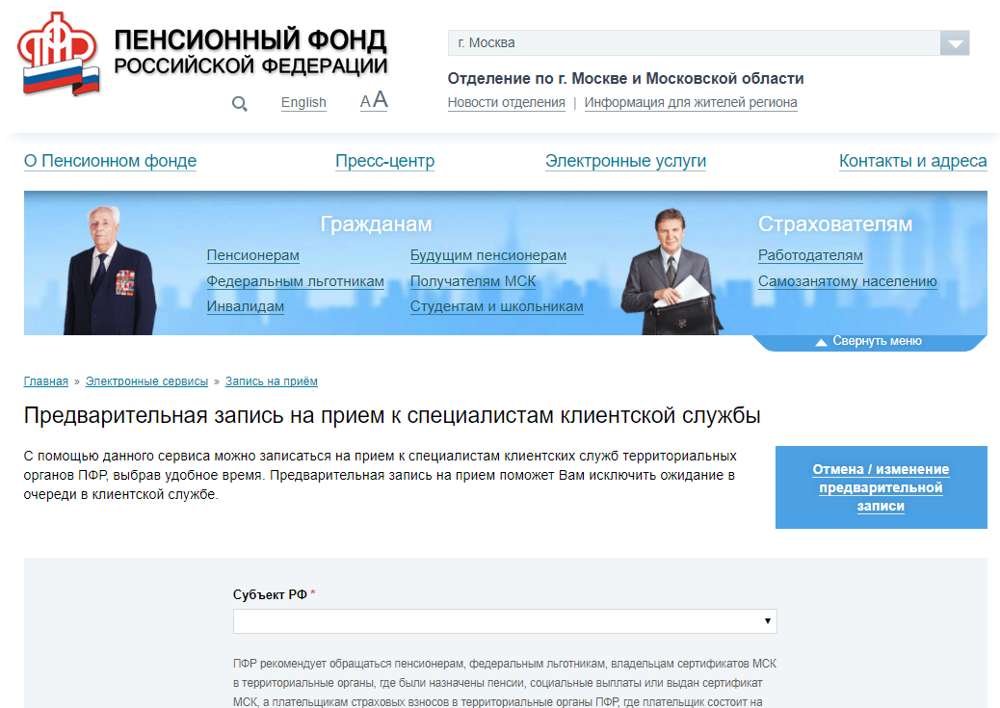 ПЕНСИОННЫЙ ФОНД
РОССИЙСКОЙ ФЕДЕРАЦИИ
English
A A
г. Москва
Отделение по г. Москве и Московской области
Новости отделения | Информация для жителей региона
О Пенсионном фонде
Пресс-центр
Электронные услуги
Контакты и адреса
Гражданам
Пенсионерам
Федеральным льготникам
Инвалидам
Будущим пенсионерам
Получателям МСК
Студентам и школьникам
Страхователям
Работодателям
Самозанятому населению
Свернуть меню
Главная » Электронные сервисы » Запись на приём
Предварительная запись на прием к специалистам клиентской службы
С помощью данного сервиса можно записаться на прием к специалистам клиентских служб территориальных
органов ПФР, выбрав удобное время. Предварительная запись на прием поможет Вам исключить ожидание в
очереди в клиентской службе.
Отмена / изменение
предварительной
записи
Субъект РФ *
ПФР рекомендует обращаться пенсионерам, федеральным льготникам, владельцам сертификатов МСК
в территориальные органы, где были назначены пенсии, социальные выплаты или выдан сертификат
МСК, а плательщикам страховых взносов в территориальные органы ПФР, где плательщик состоит на